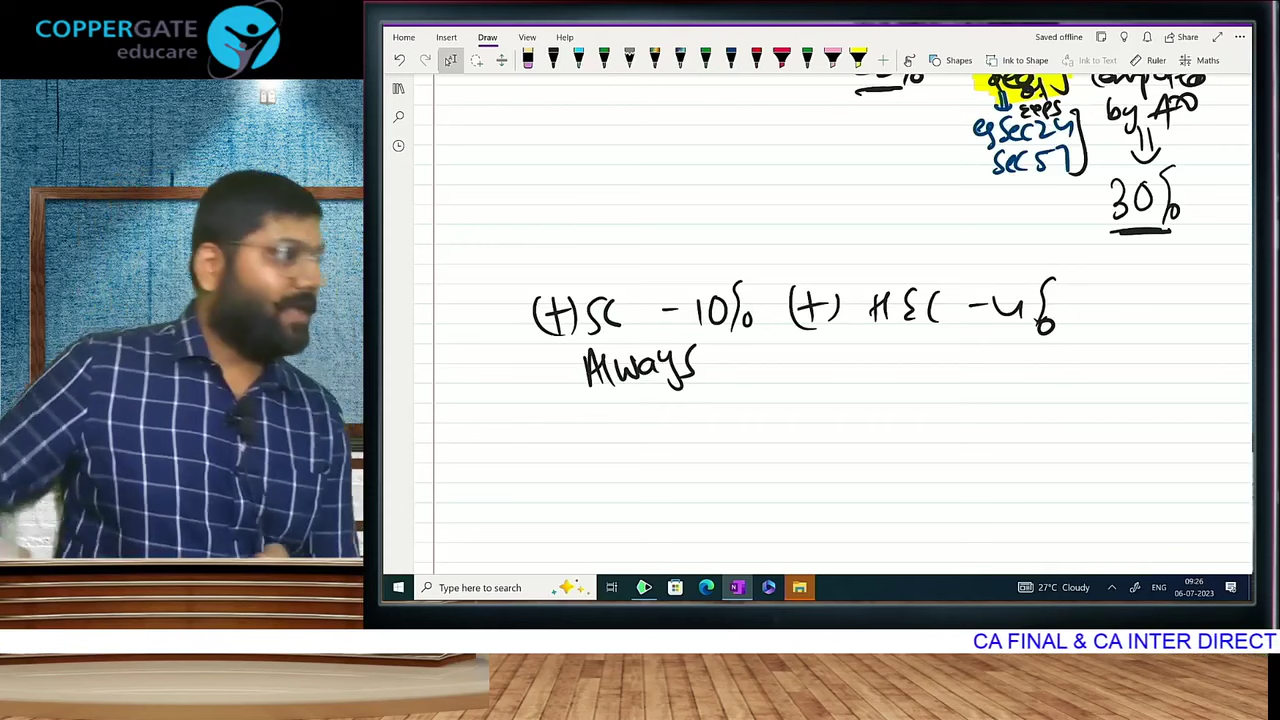 COPPERGATE
educare
Home Insert Draw View Help
Saved offline
Share
Shapes
Ink to Shape
Ink to Text
Ruler
Maths
by
eg Sec 24
Sec 57
30%
(+) SC - 10% (+) HEC - 4%
Always
Type here to search
27°C Cloudy
ENG
09:26
06-07-2023
CA FINAL & CA INTER DIRECT